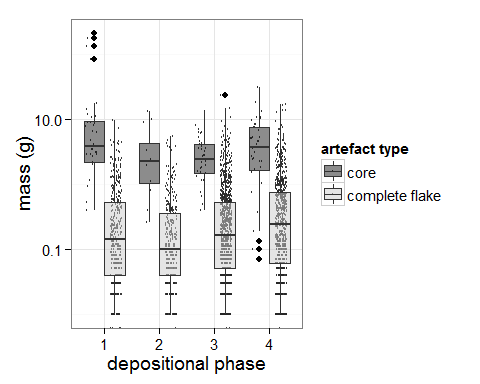 mass (g)
10.0
0.1
1 2 3 4
depositional phase
artefact type
core
complete flake